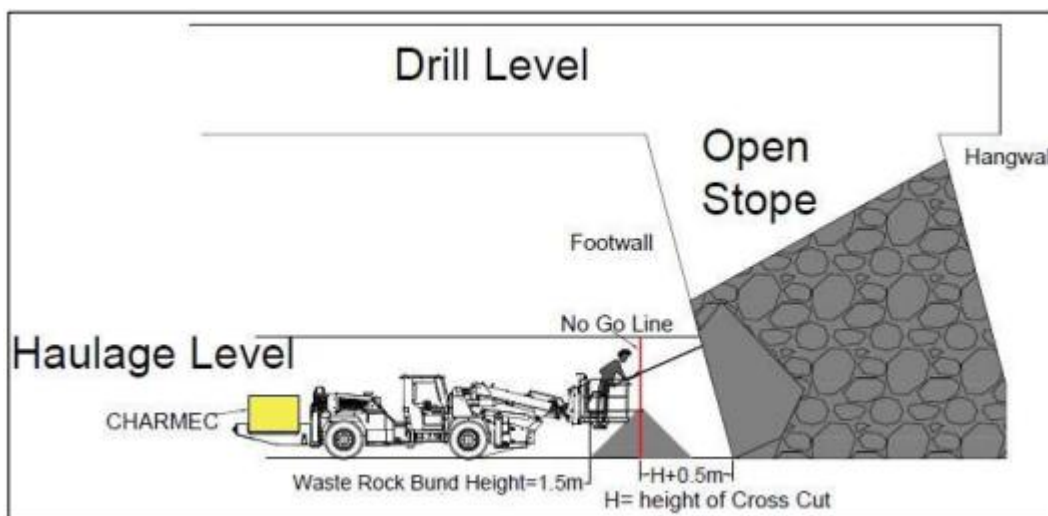 Drill Level
Open
Stope
Hangwal
Footwall
No Go Line
Haulage Level
CHARMEC
Waste Rock Bund Height=1.5m
H+0.5m
H= height of Cross Cut